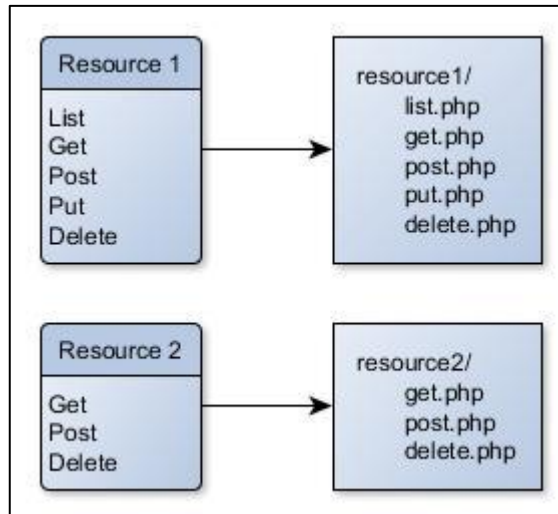 Resource 1
List
Get
Post
Put
Delete
resource1/
list.php
get.php
post.php
put.php
delete.php
Resource 2
Get
Post
Delete
resource2/
get.php
post.php
delete.php